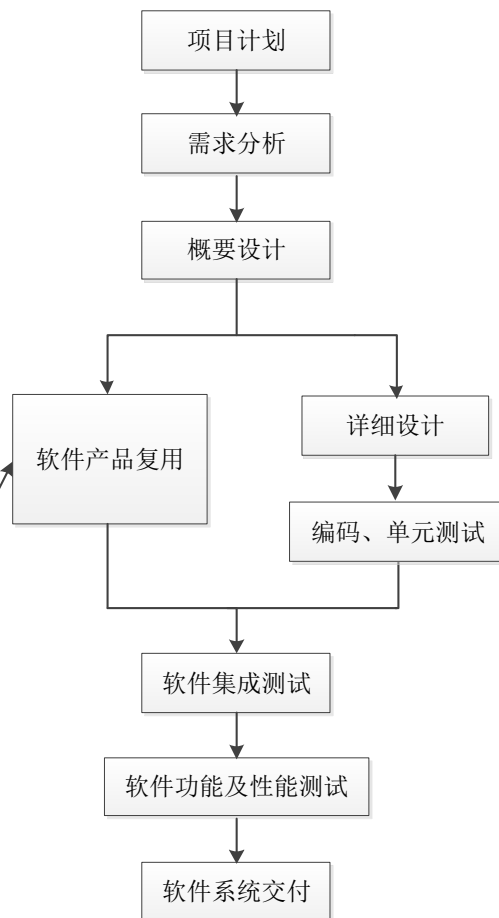 项目计划
需求分析
概要设计
软件产品复用
详细设计
编码、单元测试
软件集成测试
软件功能及性能测试
软件系统交付